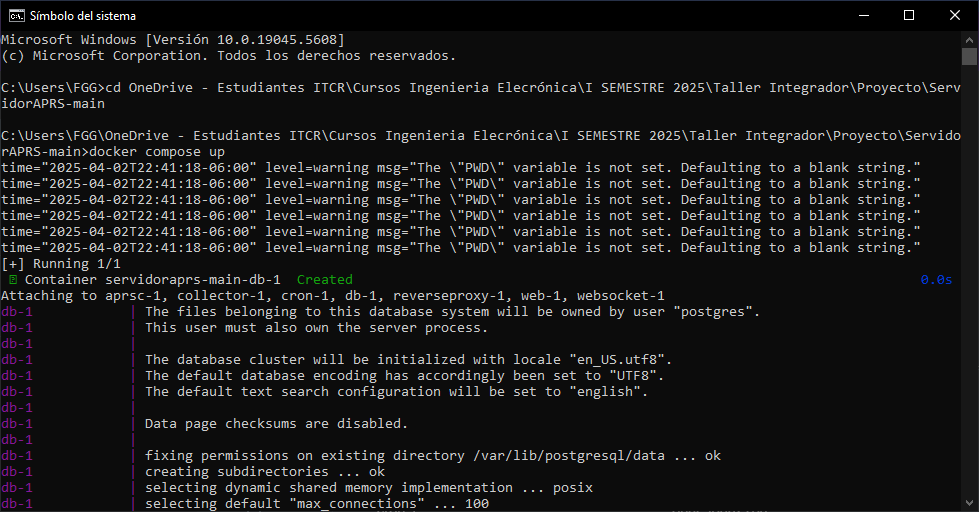 Símbolo del sistema
Microsoft Windows [Versión 10.0.19045.5608]
(c) Microsoft Corporation. Todos los derechos reservados.
C:\Users\FGG>cd OneDrive - Estudiantes ITCR\Cursos Ingenieria Elecrónica\I SEMESTRE 2025\Taller Integrador\Proyecto\Serv
idorAPRS-main
C:\Users\FGG\OneDrive - Estudiantes ITCR\Cursos Ingenieria Elecrónica\I SEMESTRE 2025\Taller Integrador\Proyecto\Servido
rAPRS-main>docker compose up
time="2025-04-02T22:41:18-06:00" level=warning msg="The \"PWD\" variable is not set. Defaulting to a blank string."
time="2025-04-02T22:41:18-06:00" level=warning msg="The \"PWD\" variable is not set. Defaulting to a blank string."
time="2025-04-02T22:41:18-06:00" level=warning msg="The \"PWD\" variable is not set. Defaulting to a blank string."
time="2025-04-02T22:41:18-06:00" level=warning msg="The \"PWD\" variable is not set. Defaulting to a blank string."
time="2025-04-02T22:41:18-06:00" level=warning msg="The \"PWD\" variable is not set. Defaulting to a blank string."
time="2025-04-02T22:41:18-06:00" level=warning msg="The \"PWD\" variable is not set. Defaulting to a blank string."
[+] Running 1/1
Container servidoraprs-main-db-1 Created 0.0s
Attaching to aprsc-1, collector-1, cron-1, db-1, reverseproxy-1, web-1, websocket-1
db-1 | The files belonging to this database system will be owned by user "postgres".
db-1 | This user must also own the server process.
db-1 |
db-1 | The database cluster will be initialized with locale "en_US.utf8".
db-1 | The default database encoding has accordingly been set to "UTF8".
db-1 | The default text search configuration will be set to "english".
db-1 |
db-1 | Data page checksums are disabled.
db-1 |
db-1 | fixing permissions on existing directory /var/lib/postgresql/data ... ok
db-1 | creating subdirectories ... ok
db-1 | selecting dynamic shared memory implementation ... posix
db-1 | selecting default "max_connections" ... 100